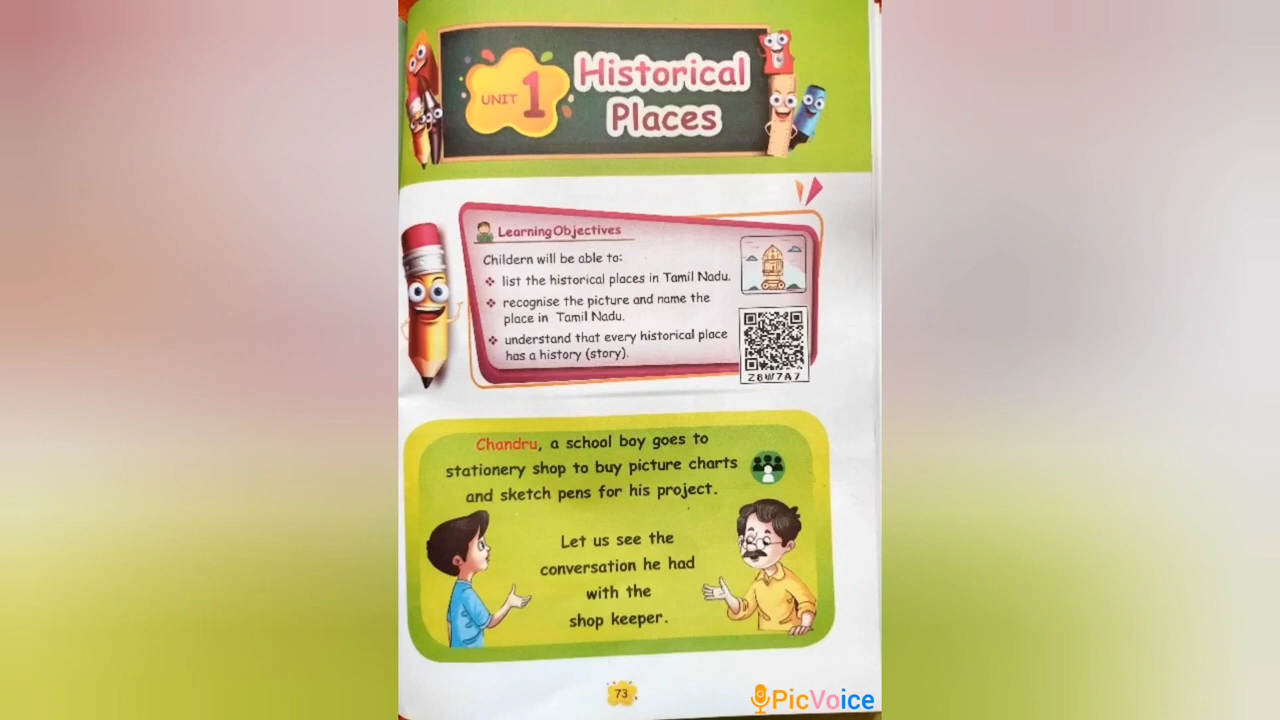 UNIT 1
Historical
Places
Learning Objectives
Childern will be able to:
❖ list the historical places in Tamil Nadu.
❖ recognise the picture and name the
place in Tamil Nadu.
❖ understand that every historical place
has a history (story).
Z8W7A7
Chandru, a school boy goes to
stationery shop to buy picture charts
and sketch pens for his project.
Let us see the
conversation he had
with the
shop keeper.
73
PicVoice